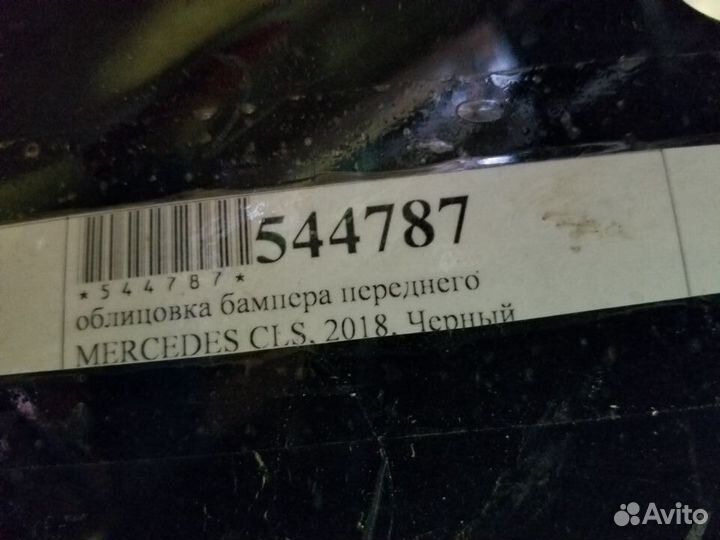 544787
*544787*
облицовка бампера переднего
MERCEDES CLS, 2018, Черный
Avito